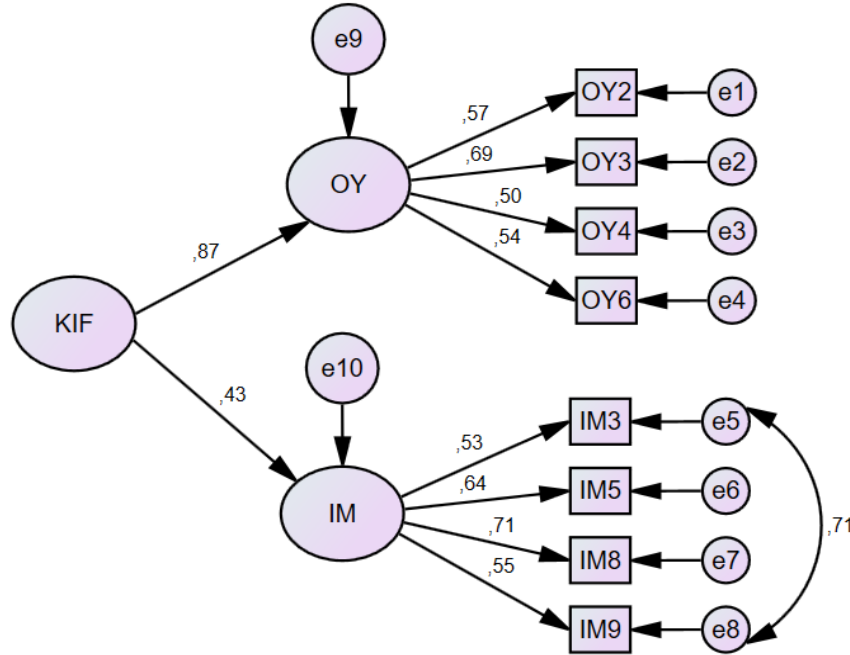 e9
OY2
e1
,57
OY3
e2
,69
OY
,50
OY4
e3
,54
,87
OY6
e4
KIF
e10
,43
IM3
e5
,53
,64
IM5
e6
IM
,71
IM8
e7
,71
,55
IM9
e8